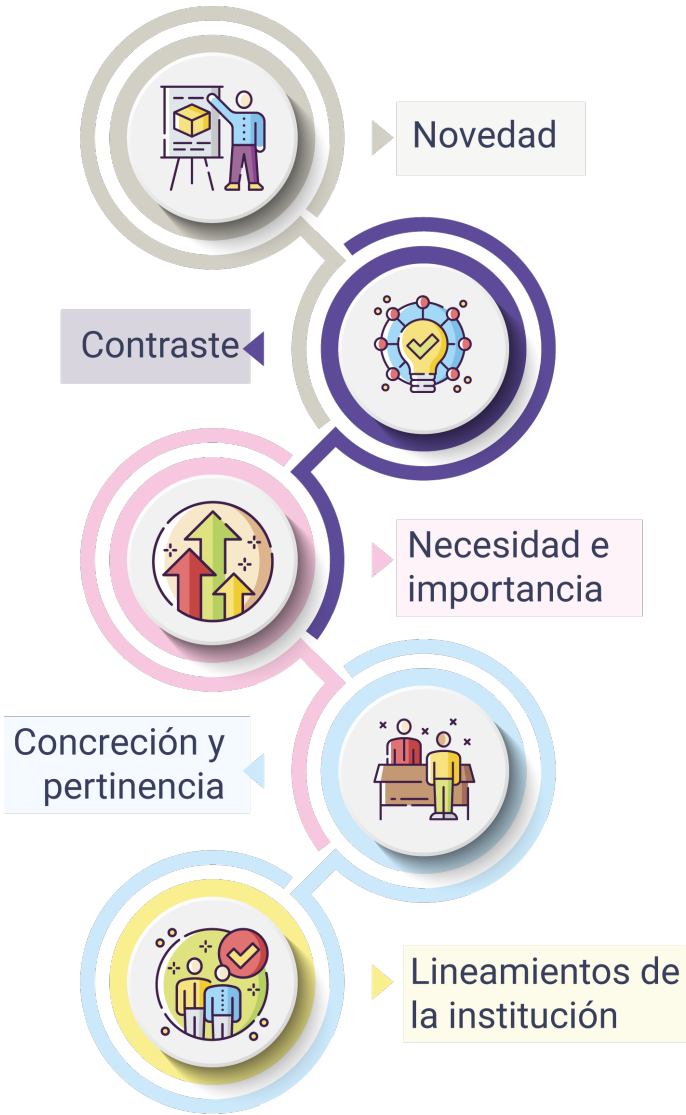 Novedad
Contraste
Necesidad e
importancia
Concreción y
pertinencia
Lineamientos de
la institución